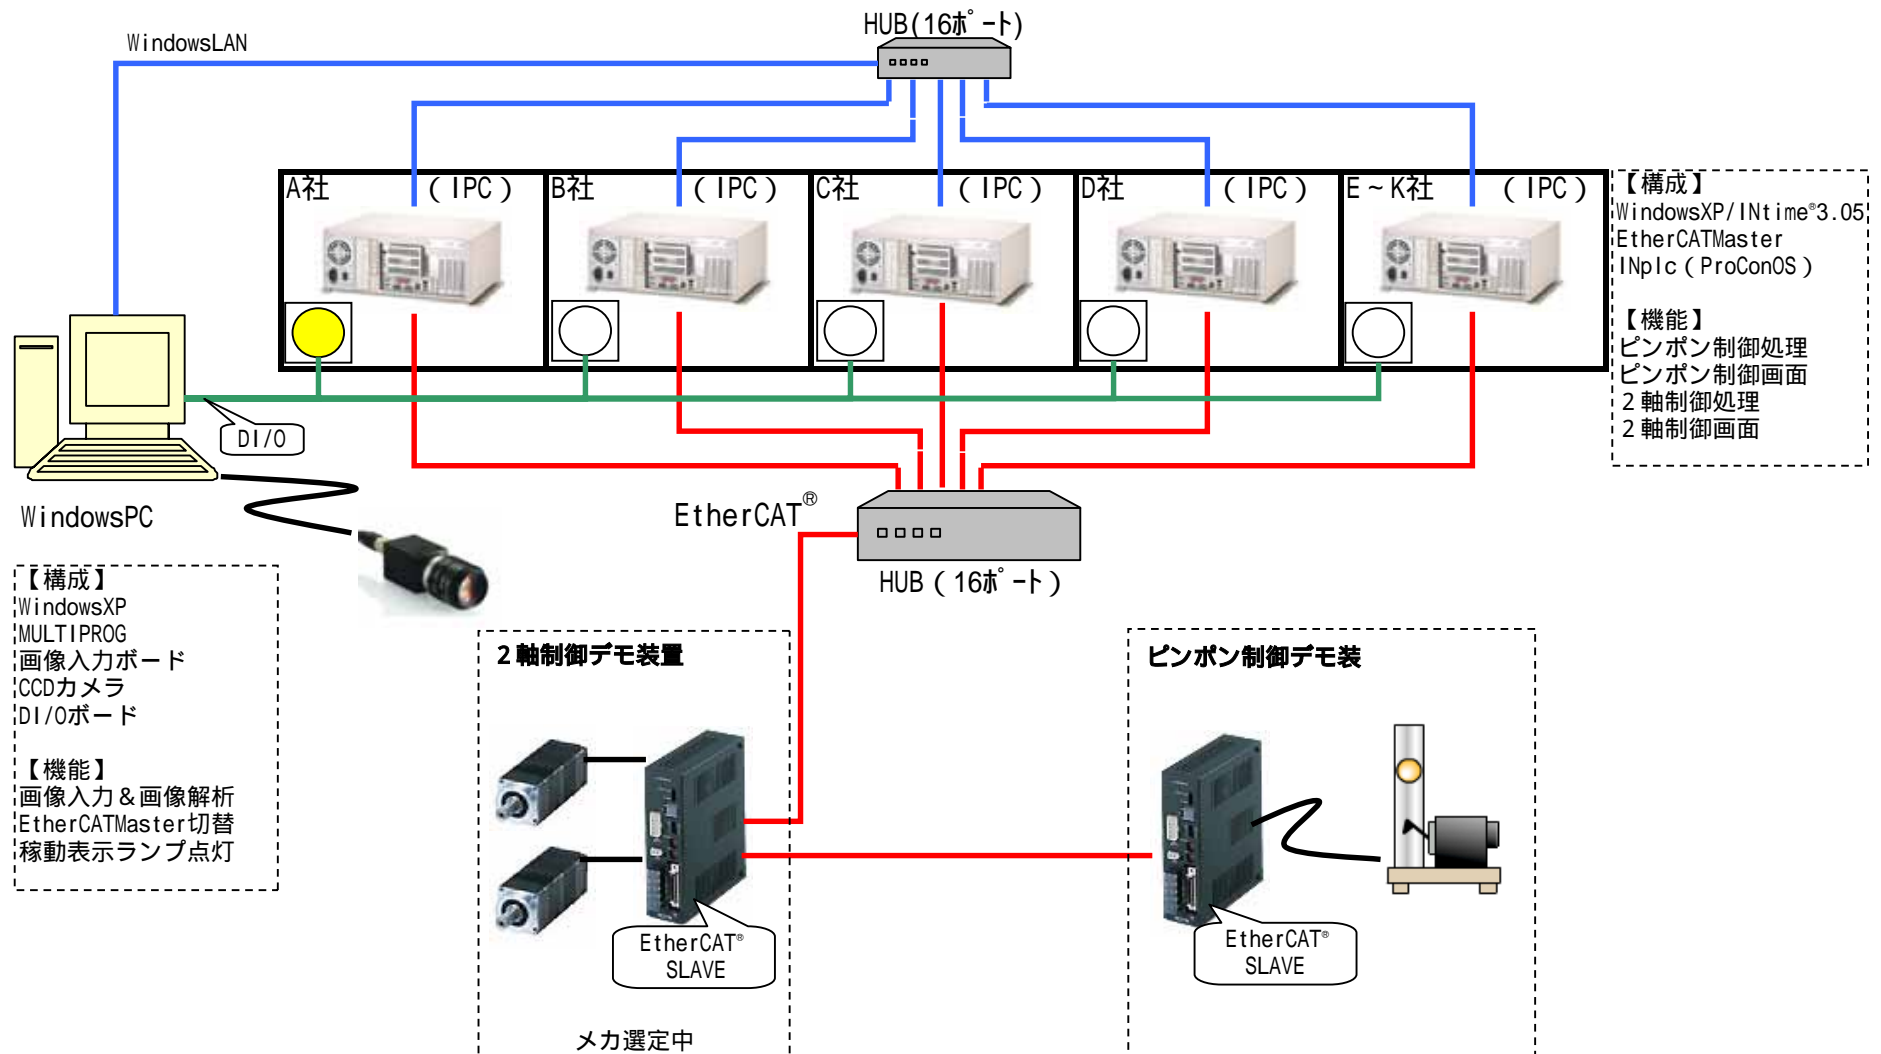 HUB(16ﾎﾟｰﾄ)
WindowsLAN
A社 (IPC)
B社 (IPC)
C社 (IPC)
D社 (IPC)
E~K社 (IPC)
【構成】
WindowsXP/INtime®3.05
EtherCATMaster
INplc(ProConOS)
【機能】
ピンポン制御処理
ピンポン制御画面
2軸制御処理
2軸制御画面
DI/O
WindowsPC
EtherCAT®
HUB(16ﾎﾟｰﾄ)
【構成】
WindowsXP
MULTIPROG
画像入力ボード
CCDカメラ
DI/Oボード
【機能】
画像入力&画像解析
EtherCATMaster切替
稼動表示ランプ点灯
2軸制御デモ装置
EtherCAT®
SLAVE
メカ選定中
ピンポン制御デモ装
EtherCAT®
SLAVE